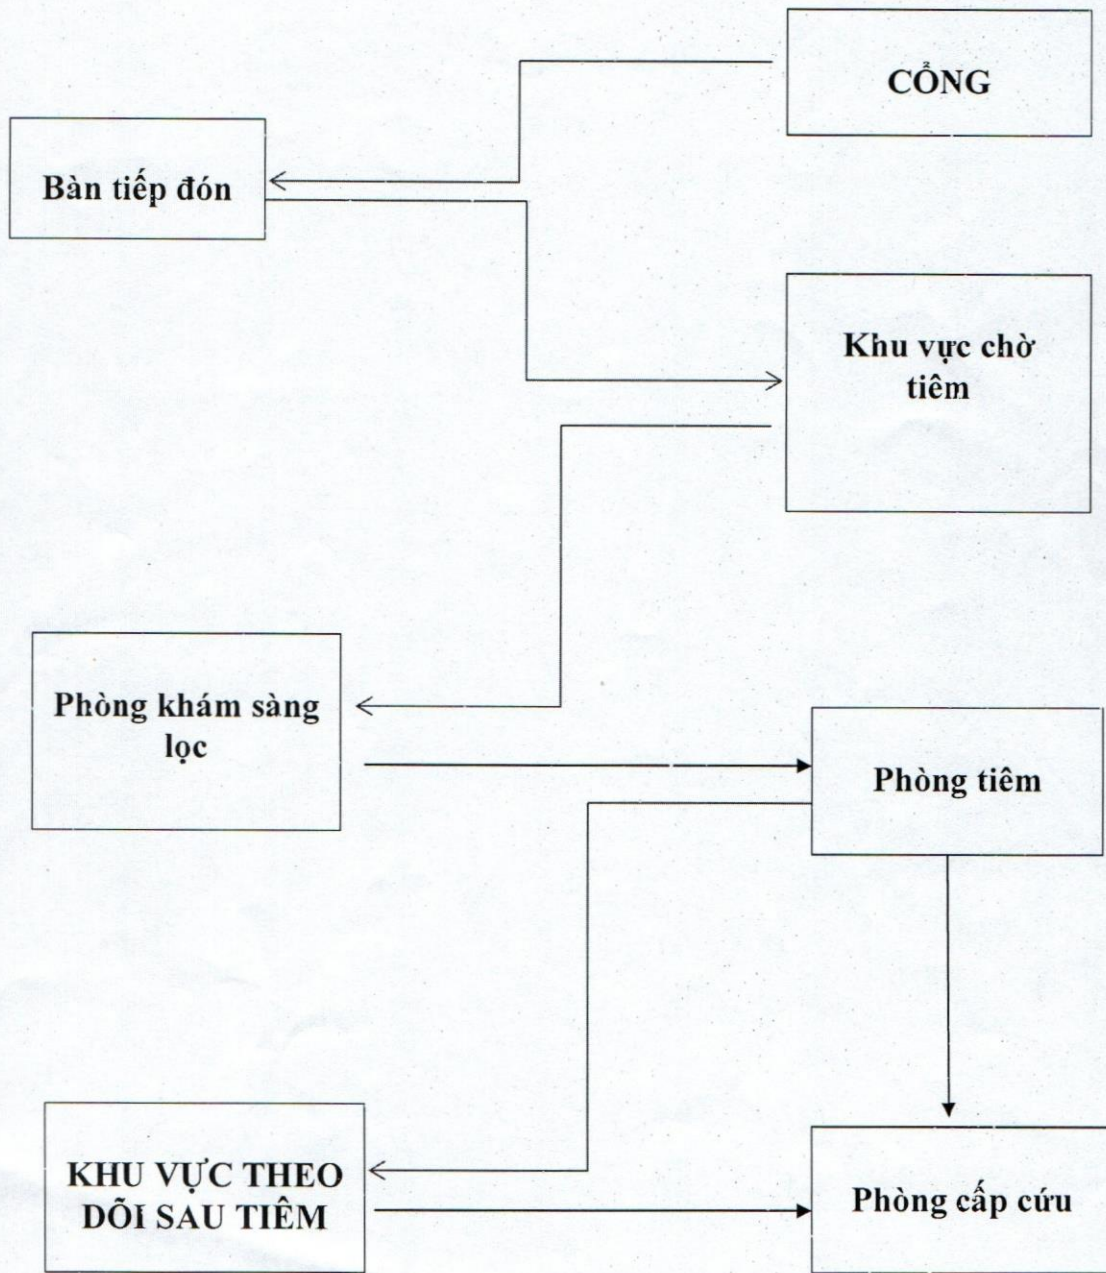 CỔNG
Bàn tiếp đón
Khu vực chờ
tiêm
Phòng khám sàng
lọc
Phòng tiêm
KHU VỰC THEO
DÕI SAU TIÊM
Phòng cấp cứu